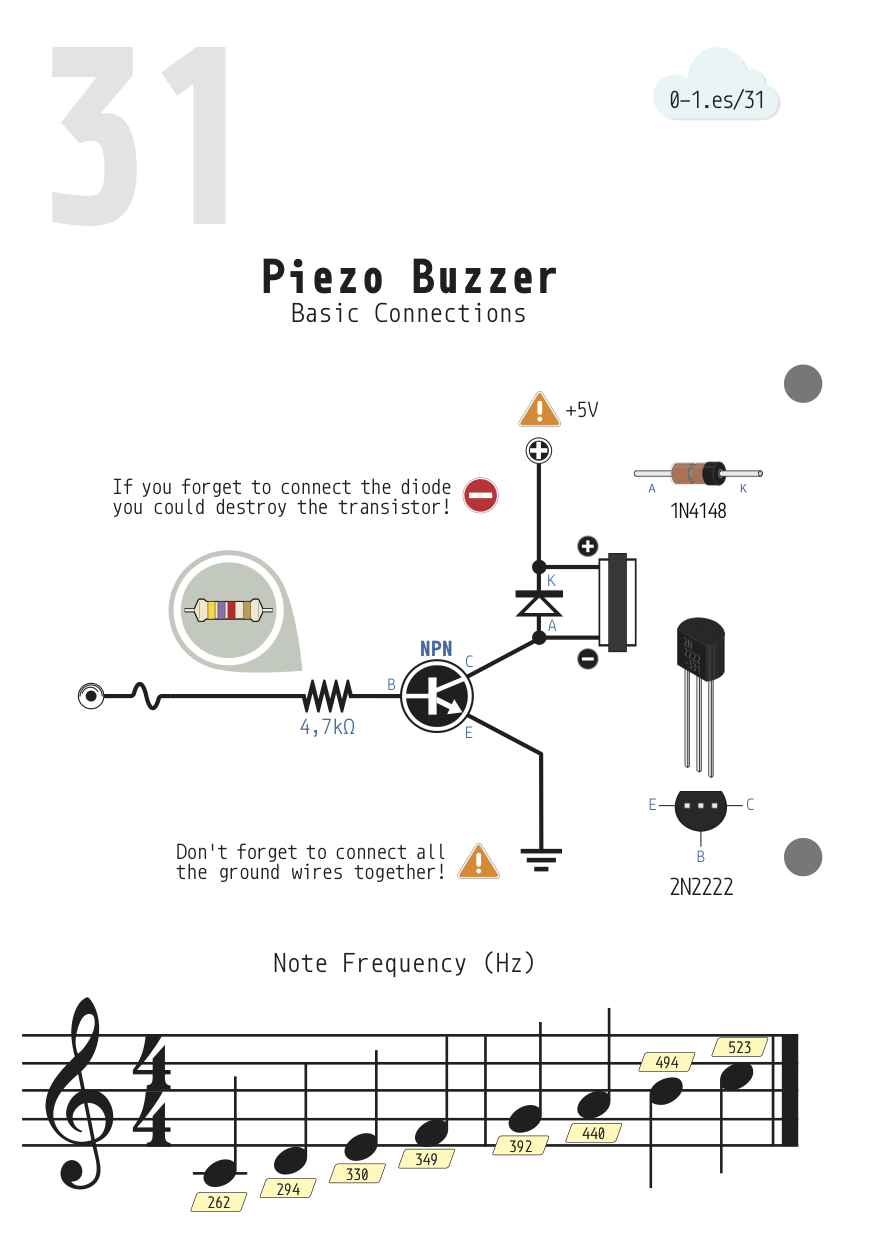 31
0-1.es/31
Piezo Buzzer
Basic Connections
+5V
If you forget to connect the diode
you could destroy the transistor!
A
K
1N4148
K
A
NPN
C
B
E
4,7kΩ
2N
2222
-331
E
C
B
2N2222
Don't forget to connect all
the ground wires together!
Note Frequency (Hz)
4
4
262
294
330
349
392
440
494
523